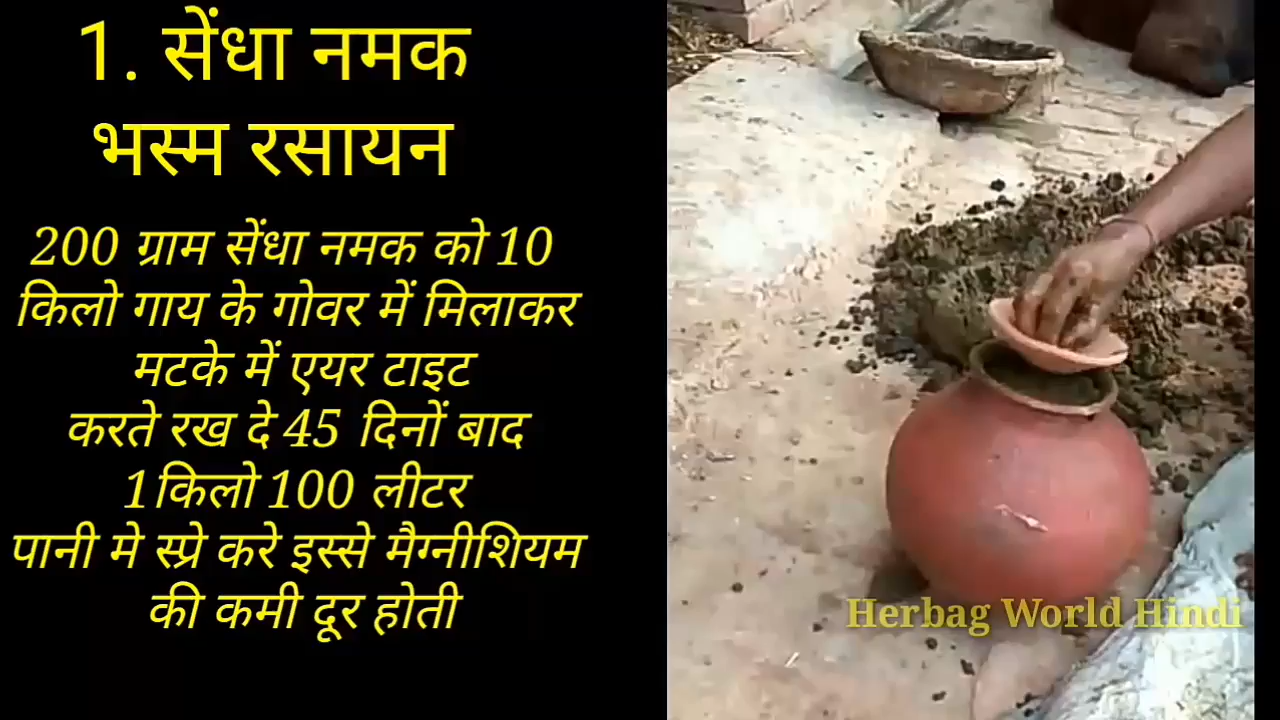 1. सेंधा नमक
भस्म रसायन
200 ग्राम सेंधा नमक को 10
किलो गाय के गोवर में मिलाकर
मटके में एयर टाइट
करते रख दे 45 दिनों बाद
1किलो 100 लीटर
पानी मे स्प्रे करे इस्से मैग्नीशियम
की कमी दूर होती
Herbag World Hindi